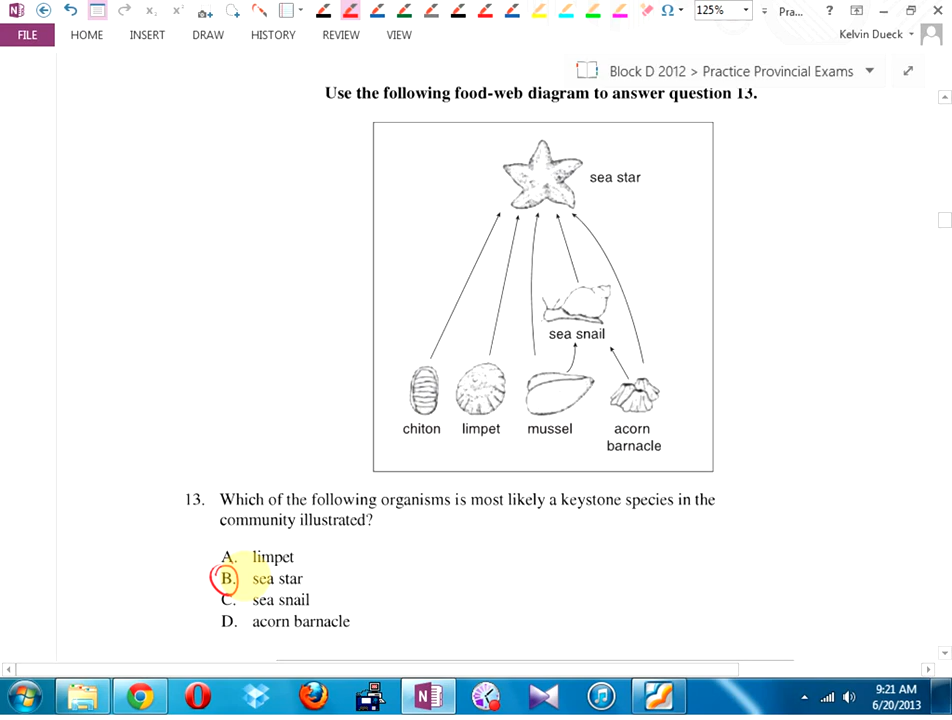 125%
Pra...
?
FILE
HOME
INSERT
DRAW
HISTORY
REVIEW
VIEW
Kelvin Dueck
Block D 2012 > Practice Provincial Exams
Use the following food-web diagram to answer question 13.
sea star
sea snail
chiton
limpet
mussel
acorn
barnacle
13. Which of the following organisms is most likely a keystone species in the
community illustrated?
A. limpet
B. sea star
C. sea snail
D. acorn barnacle
9:21 AM
6/20/2013